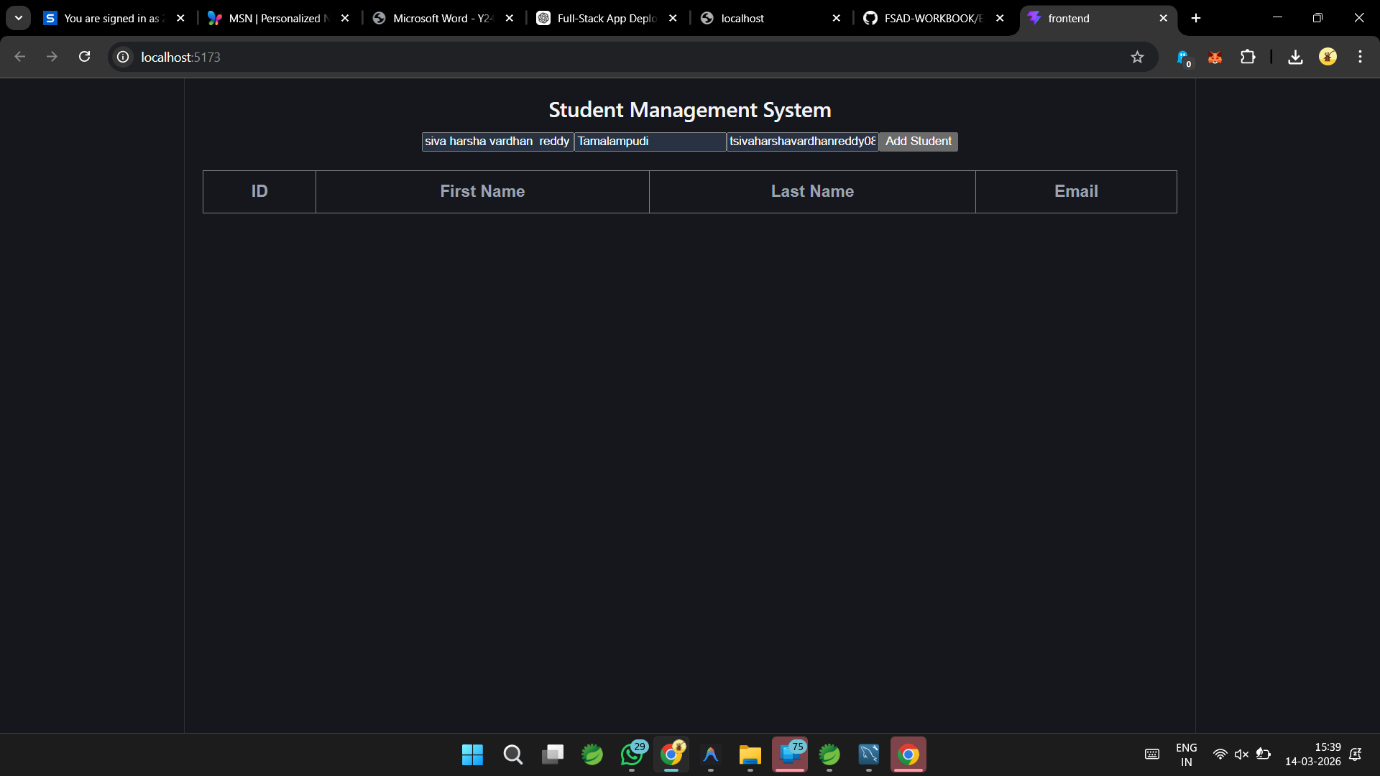 You are signed in as
MSN | Personalized N
Microsoft Word - Y24
Full-Stack App Deplo
localhost
FSAD-WORKBOOK/E
frontend
localhost:5173
0
Student Management System
siva harsha vardhan  reddy Tamalampudi tsivaharshavardhanreddy08 Add Student
ID First Name Last Name Email
29
75
ENG
IN
15:39
14-03-2026